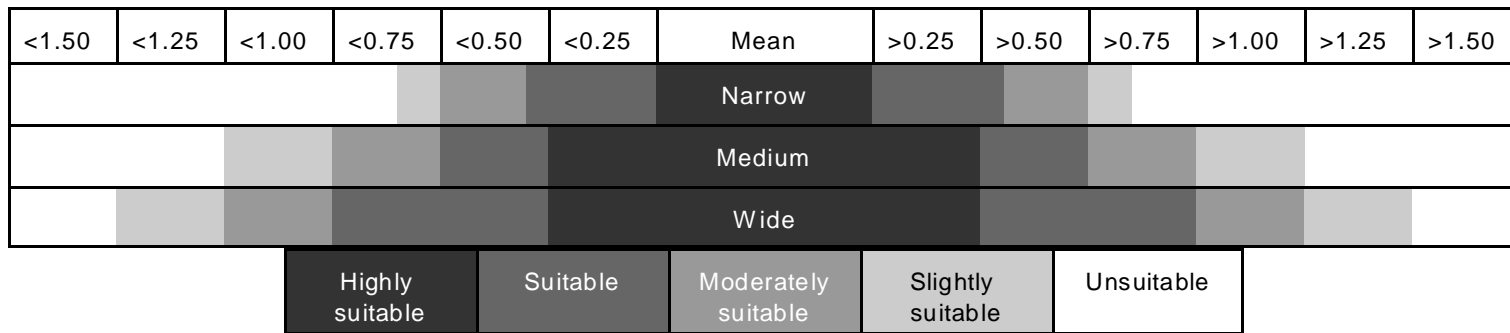 <1.50 <1.25 <1.00 <0.75 <0.50 <0.25 Mean >0.25 >0.50 >0.75 >1.00 >1.25 >1.50
Narrow
Medium
Wide
Highly suitable
Suitable
Moderately suitable
Slightly suitable
Unsuitable